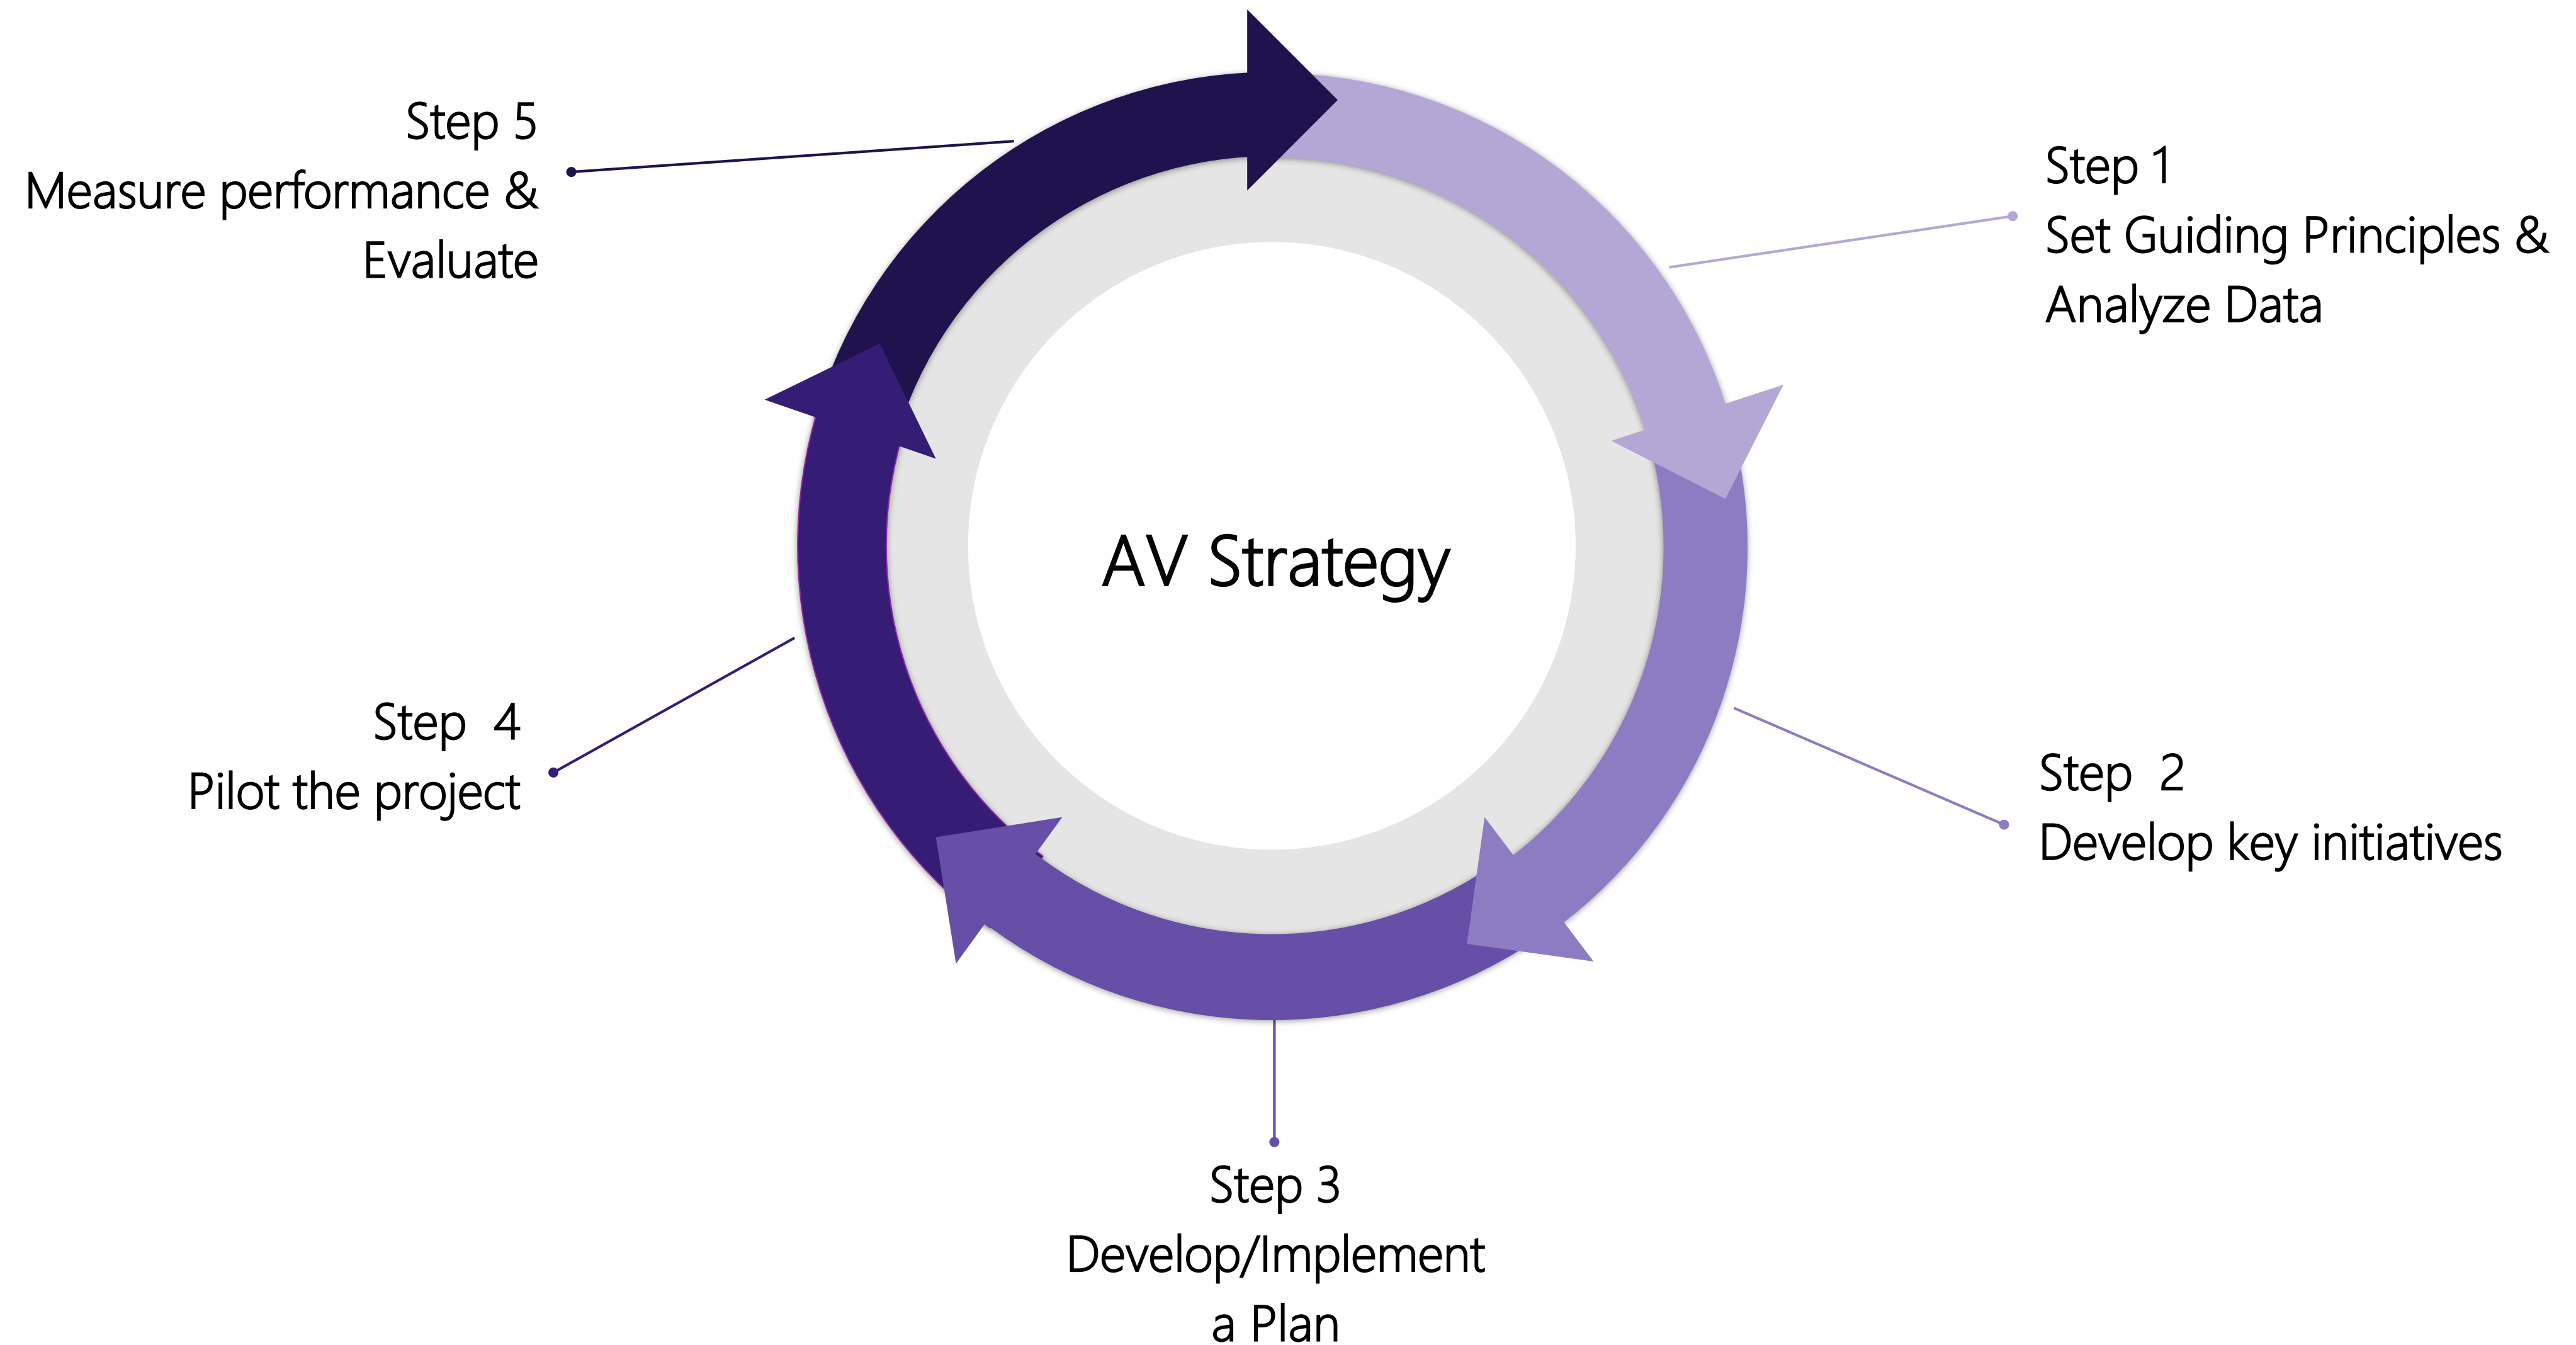 Step 1
Set Guiding Principles &
Analyze Data
Step  2
Develop key initiatives
Step 3
Develop/Implement
a Plan
Step  4
Pilot the project
Step 5
Measure performance &
Evaluate
AV Strategy